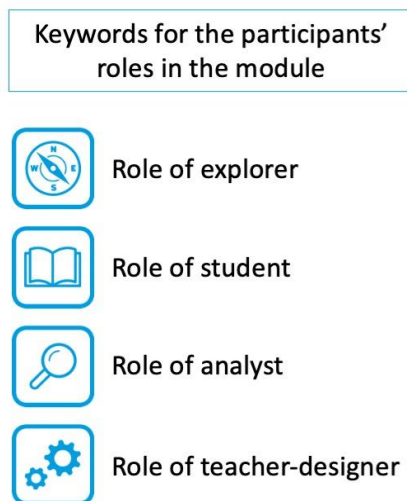 Keywords for the participants’
roles in the module
N
W E
S
Role of explorer
Role of student
Role of analyst
Role of teacher-designer